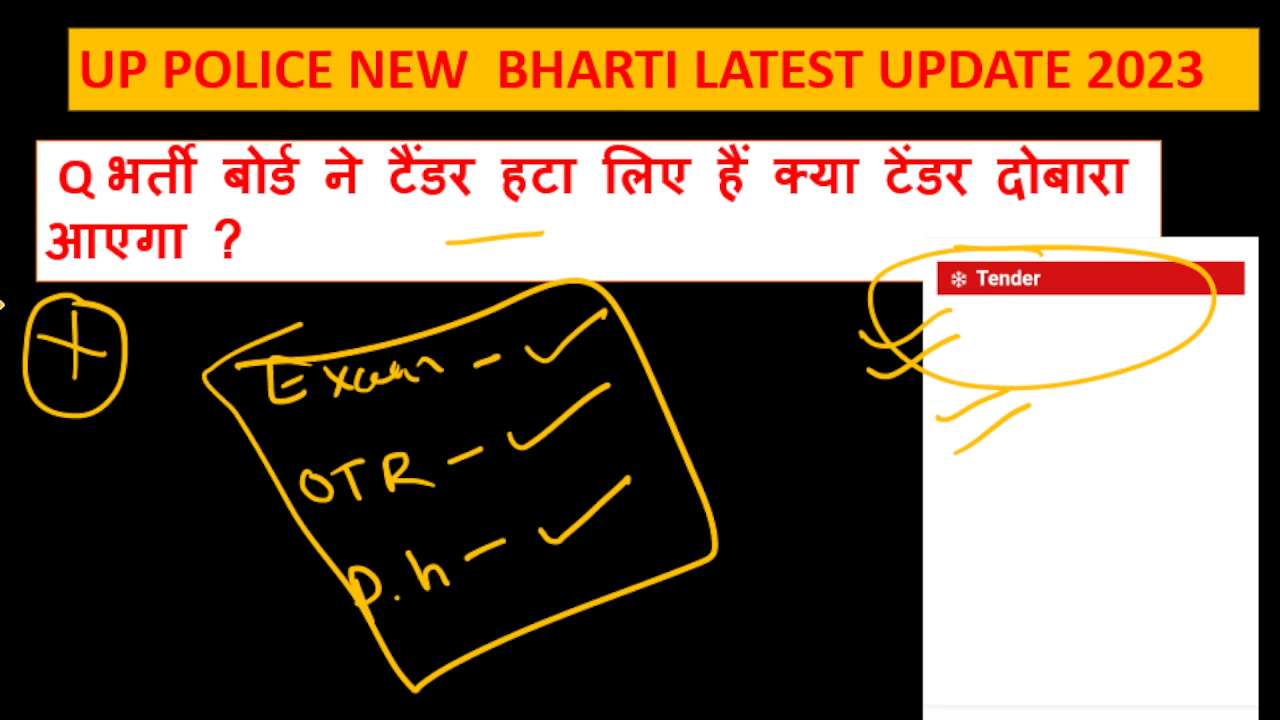 UP POLICE NEW BHARTI LATEST UPDATE 2023
Q भर्ती बोर्ड ने टैंडर हटा लिए हैं क्या टेंडर दोबारा
आएगा ?
Tender
Exam -
OTR -
P.h -